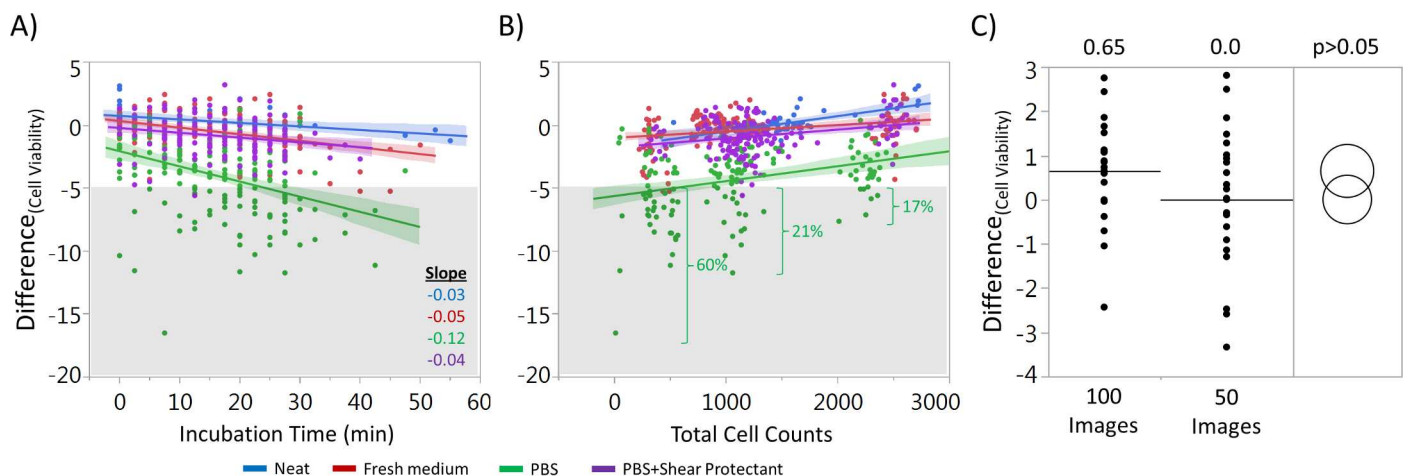 A)
B)
C)
0.65 0.0 p>0.05
Difference(Cell Viability)
5
0
-5
-10
-15
-20
Slope
-0.03
-0.05
-0.12
-0.04
0 10 20 30 40 50 60
Incubation Time (min)
5
0
-5
-10
-15
-20
60%
21%
17%
0 1000 2000 3000
Total Cell Counts
Difference(Cell Viability)
3
2
1
0
-1
-2
-3
-4
100 Images
50 Images
Neat Fresh medium PBS PBS+Shear Protectant